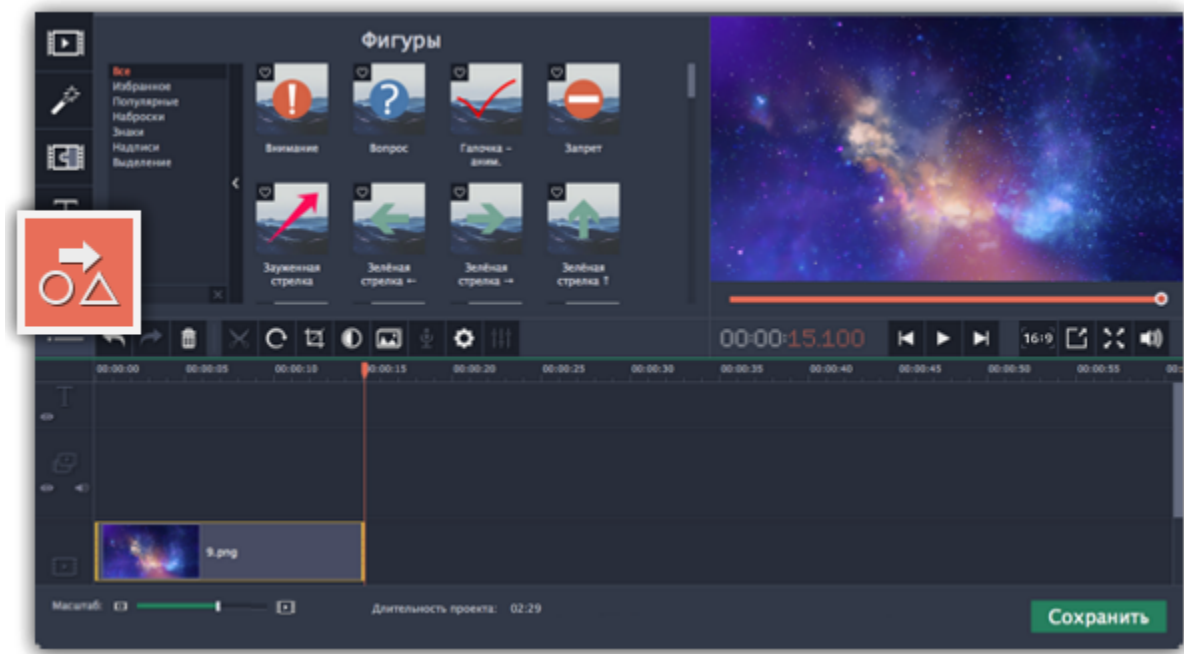 Фигуры
Все
Избранное
Популярные
Наброски
Знаки
Надписи
Выделение
Внимание
Вопрос
Галочка –
аним.
Запрет
Зауженная
стрелка
Зелёная
стрелка ←
Зелёная
стрелка →
Зелёная
стрелка ↑
00:00:15.100
16:9
00:00:00 00:00:05 00:00:10 00:00:15 00:00:20 00:00:25 00:00:30 00:00:35 00:00:40 00:00:45 00:00:50 00:00:55
T
9.png
Масштаб:
Длительность проекта: 02:29
Сохранить